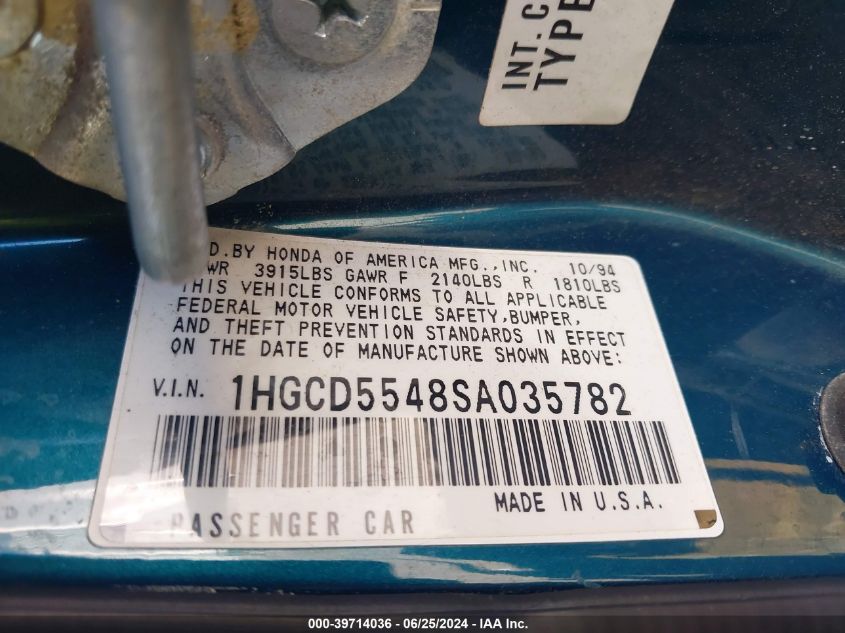 INT. C
TYPE
D.BY HONDA OF AMERICA MFG.,INC. 10/94
WR 3915LBS GAWR F 2140LBS R 1810LBS
THIS VEHICLE CONFORMS TO ALL APPLICABLE
FEDERAL MOTOR VEHICLE SAFETY,BUMPER,
AND THEFT PREVENTION STANDARDS IN EFFECT
ON THE DATE OF MANUFACTURE SHOWN ABOVE:
V.I.N. 1HGCD5548SA035782
MADE IN U.S.A.
PASSENGER CAR
000-39714036 - 06/25/2024 - IAA Inc.